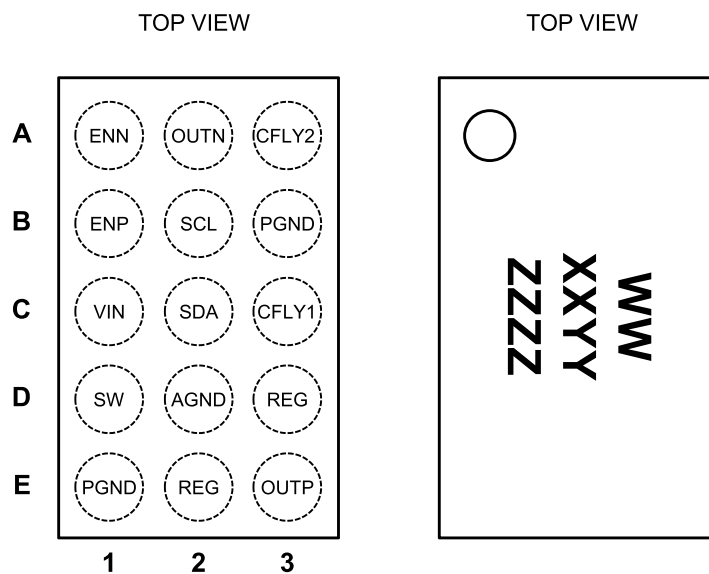 TOP VIEW TOP VIEW
A ENN OUTN CFLY2
B ENP SCL PGND
C VIN SDA CFLY1
D SW AGND REG
E PGND REG OUTP
1 2 3
WW
XXYY
ZZZZ